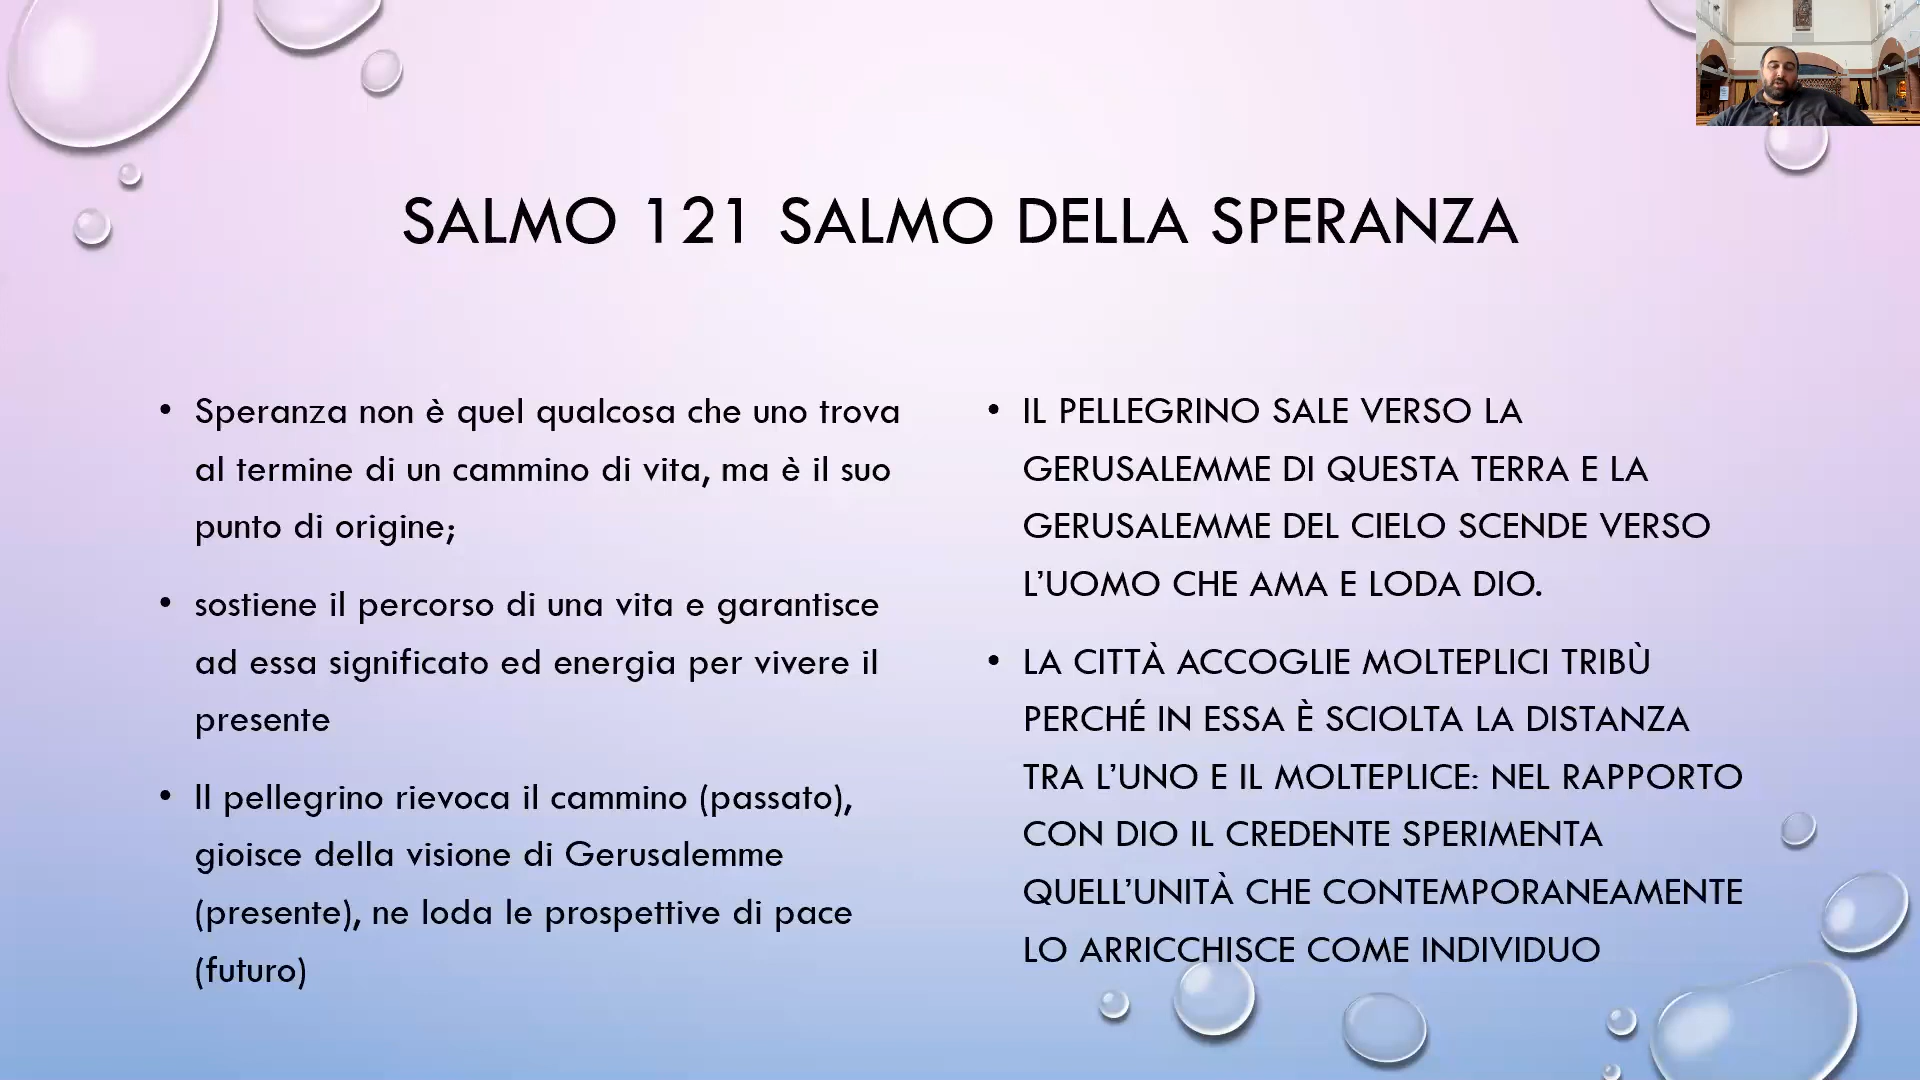 SALMO 121 SALMO DELLA SPERANZA
• Speranza non è quel qualcosa che uno trova
al termine di un cammino di vita, ma è il suo
punto di origine;
• sostiene il percorso di una vita e garantisce
ad essa significato ed energia per vivere il
presente
• Il pellegrino rievoca il cammino (passato),
gioisce della visione di Gerusalemme
(presente), ne loda le prospettive di pace
(futuro)
• IL PELLEGRINO SALE VERSO LA
GERUSALEMME DI QUESTA TERRA E LA
GERUSALEMME DEL CIELO SCENDE VERSO
L’UOMO CHE AMA E LODA DIO.
• LA CITTÀ ACCOGLIE MOLTEPLICI TRIBÙ
PERCHÉ IN ESSA È SCIOLTA LA DISTANZA
TRA L’UNO E IL MOLTEPLICE: NEL RAPPORTO
CON DIO IL CREDENTE SPERIMENTA
QUELL’UNITÀ CHE CONTEMPORANEAMENTE
LO ARRICCHISCE COME INDIVIDUO